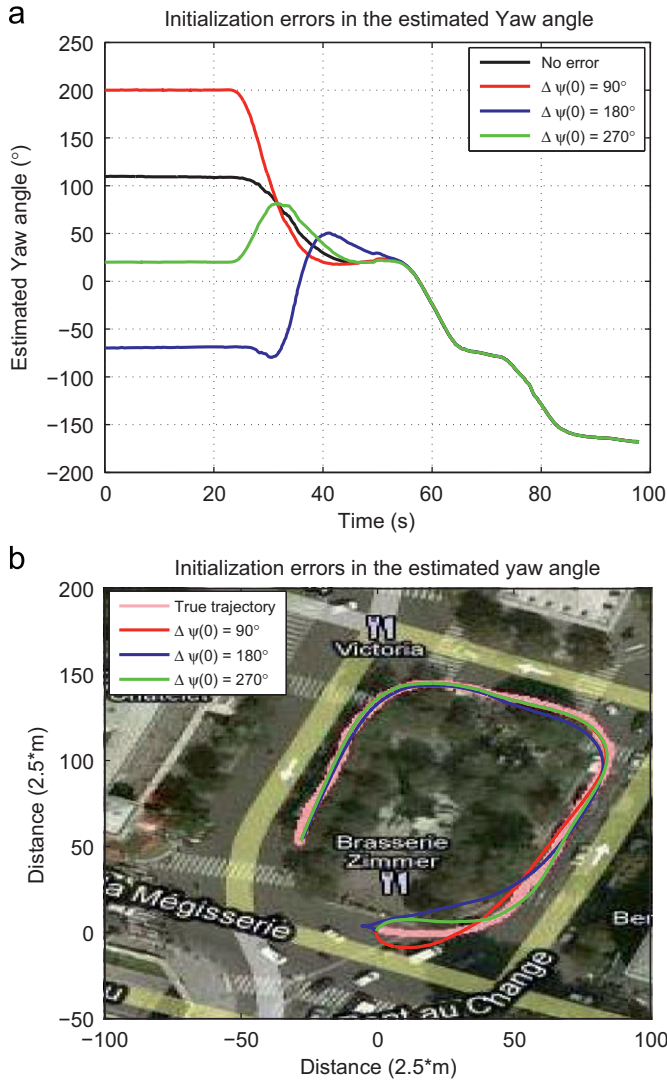 a
Initialization errors in the estimated Yaw angle
250
200
150
100
50
0
−50
−100
−150
−200
Estimated Yaw angle (°)
No error
Δ ψ(0) = 90°
Δ ψ(0) = 180°
Δ ψ(0) = 270°
0
20
40
60
80
100
Time (s)
b
Initialization errors in the estimated yaw angle
200
150
100
50
0
−50
Distance (2.5*m)
True trajectory
Δ ψ(0) = 90°
Δ ψ(0) = 180°
Δ ψ(0) = 270°
Victoria
Brasserie
Zimmer
a Mégisserie
Ber
au Change
u
−100
−50
0
50
100
Distance (2.5*m)